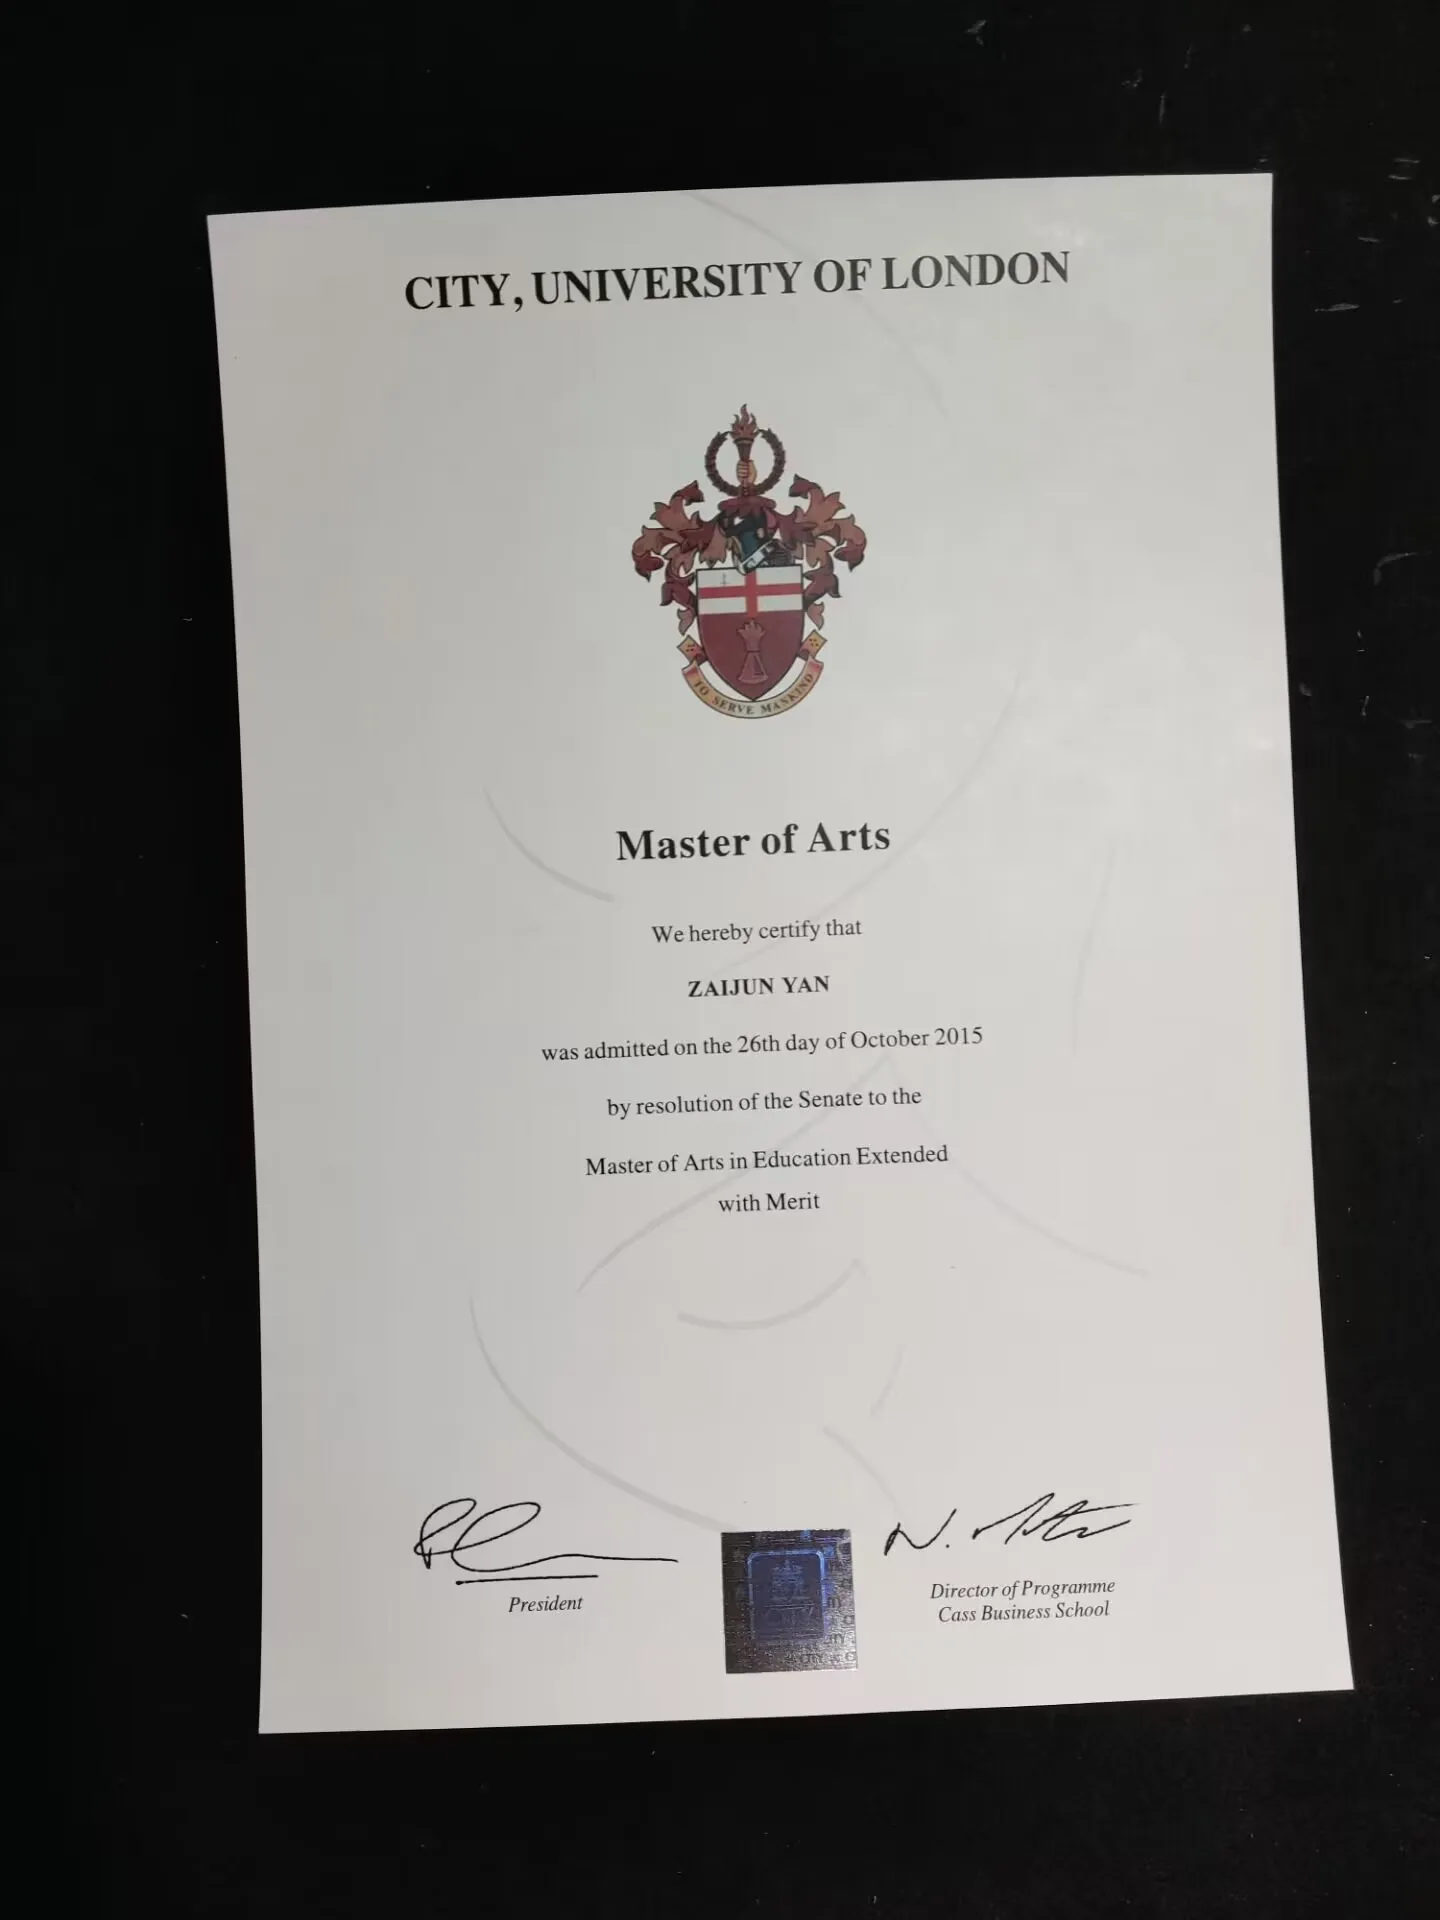 CITY, UNIVERSITY OF LONDON
TO SERVE MANKIND
Master of Arts
We hereby certify that
ZAIJUN YAN
was admitted on the 26th day of October 2015
by resolution of the Senate to the
Master of Arts in Education Extended
with Merit
President
CITY
Director of Programme
Cass Business School